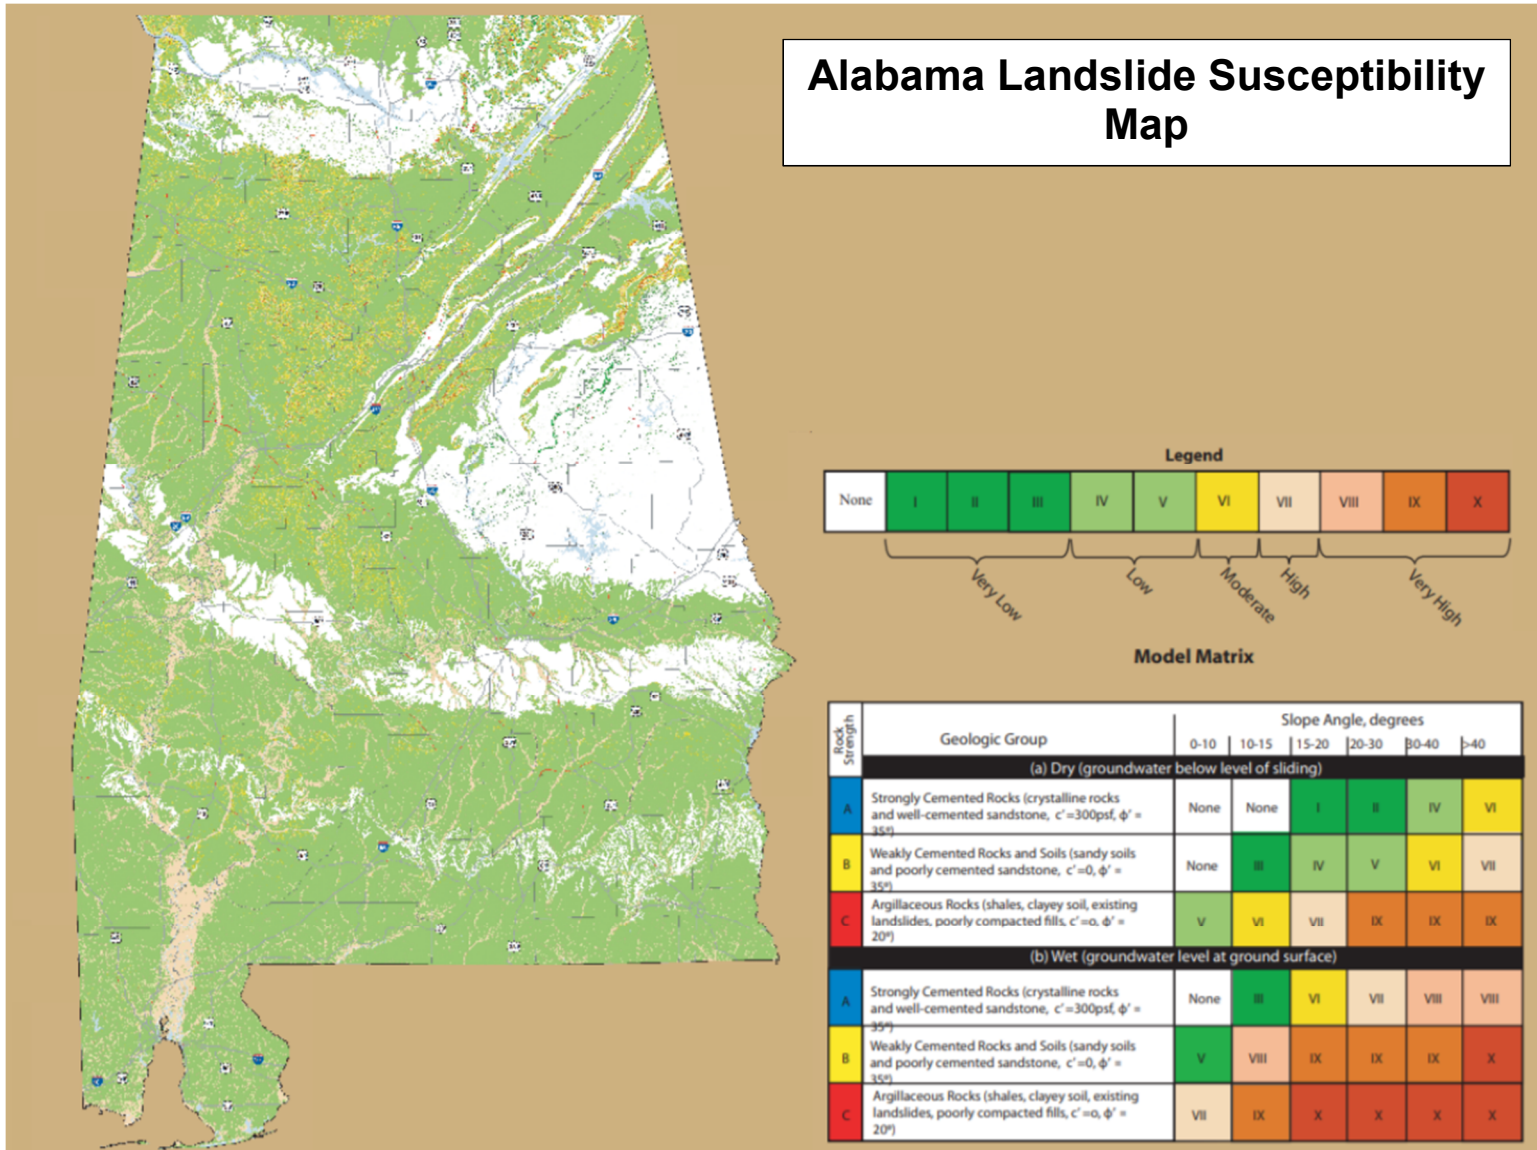 Alabama Landslide Susceptibility
Map
Legend
None I II III IV V VI VII VIII IX X
Very Low Low Moderate High Very High
Model Matrix
Rock
Strength
Geologic Group
Slope Angle, degrees
0-10 10-15 15-20 20-30 30-40 >40
(a) Dry (groundwater below level of sliding)
A
Strongly Cemented Rocks (crystalline rocks
and well-cemented sandstone, c'=300psf, ϕ' =
35º)
None None I II IV VI
B
Weakly Cemented Rocks and Soils (sandy soils
and poorly cemented sandstone, c'=0, ϕ' =
35º)
None III IV V VI VII
C
Argillaceous Rocks (shales, clayey soil, existing
landslides, poorly compacted fills, c'=o, ϕ' =
20º)
V VI VII IX IX IX
(b) Wet (groundwater level at ground surface)
A
Strongly Cemented Rocks (crystalline rocks
and well-cemented sandstone, c'=300psf, ϕ' =
35º)
None III VI VII VIII VIII
B
Weakly Cemented Rocks and Soils (sandy soils
and poorly cemented sandstone, c'=0, ϕ' =
35º)
V VIII IX IX IX X
C
Argillaceous Rocks (shales, clayey soil, existing
landslides, poorly compacted fills, c'=o, ϕ' =
20º)
VII IX X X X X